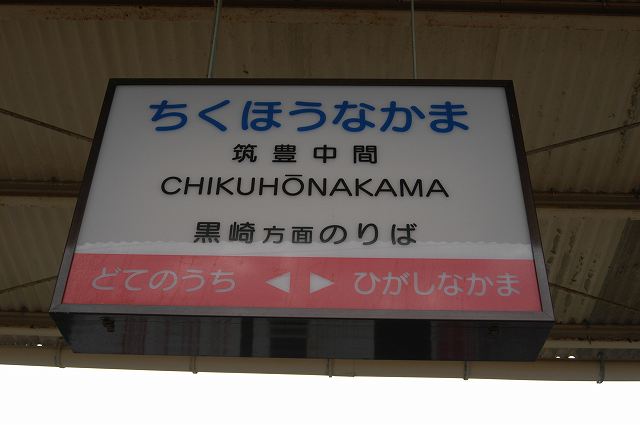 ちくほうなかま
筑豊中間
CHIKUHŌNAKAMA
黒崎方面のりば
どてのうち ◀ ▶ ひがしなかま